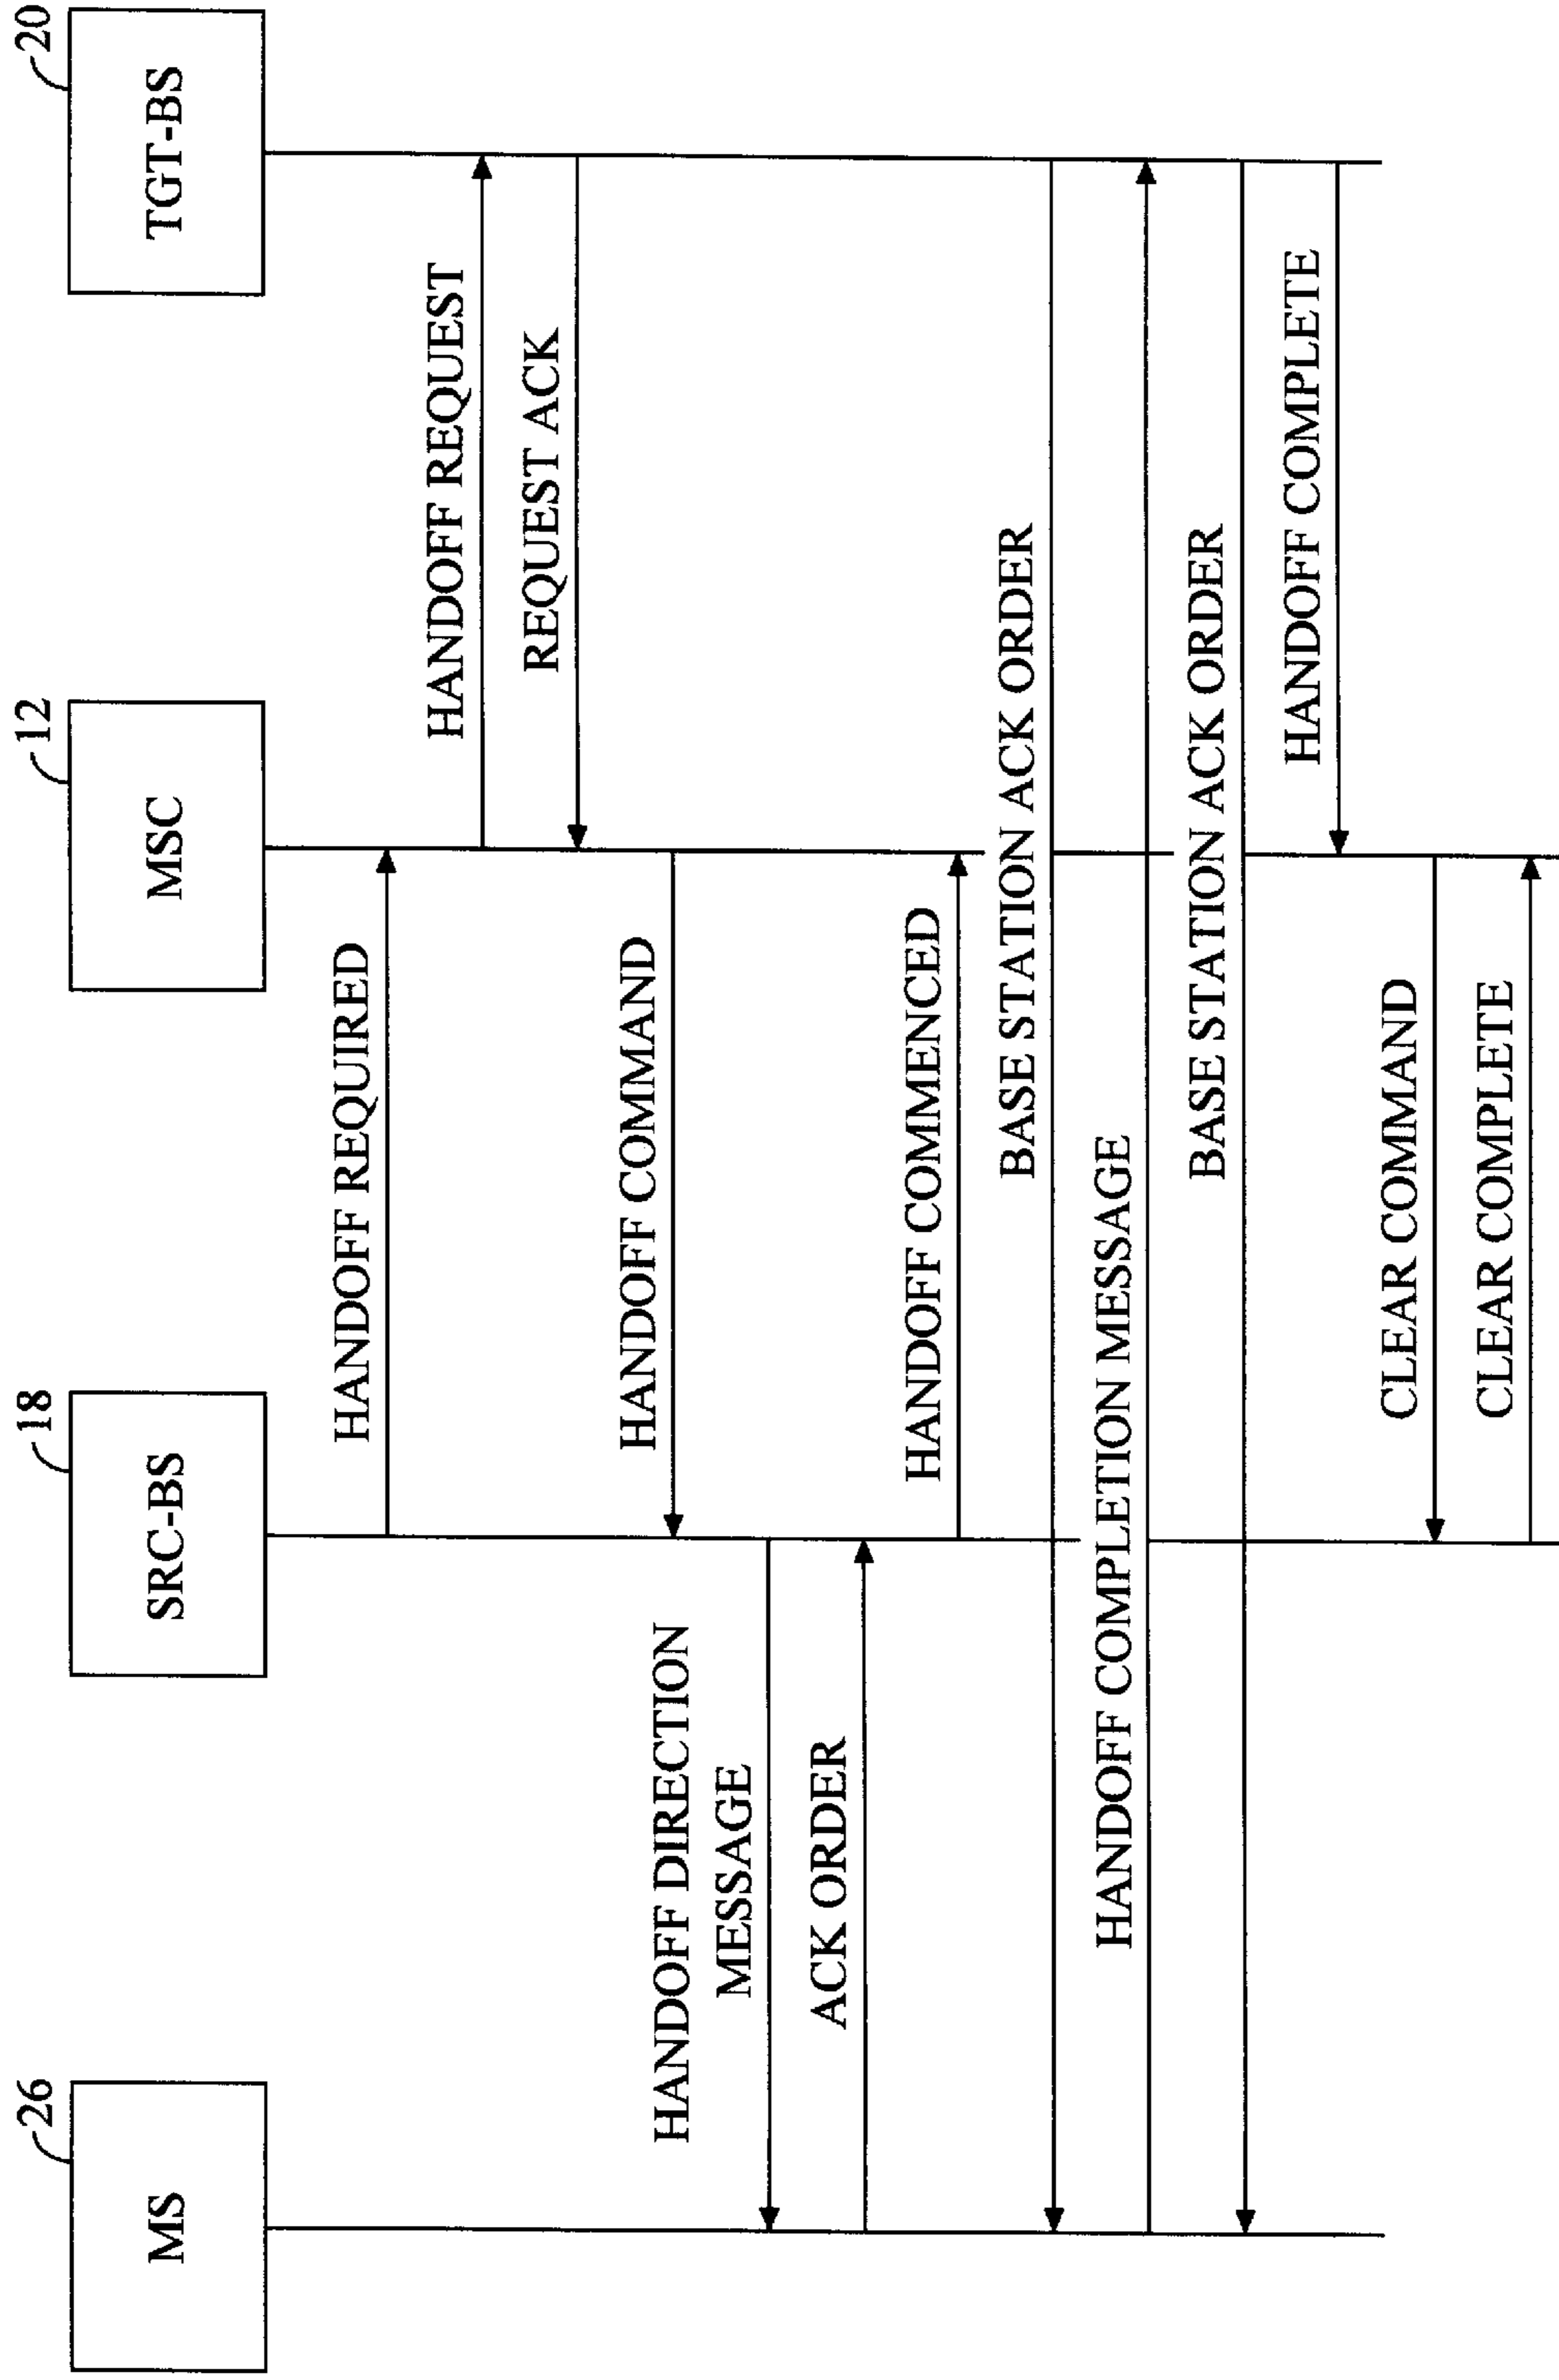 26
18
12
20
MS
SRC-BS
MSC
TGT-BS
HANDOFF REQUIRED
HANDOFF REQUEST
REQUEST ACK
HANDOFF COMMAND
HANDOFF DIRECTION
MESSAGE
ACK ORDER
HANDOFF COMMENCED
BASE STATION ACK ORDER
HANDOFF COMPLETION MESSAGE
BASE STATION ACK ORDER
HANDOFF COMPLETE
CLEAR COMMAND
CLEAR COMPLETE